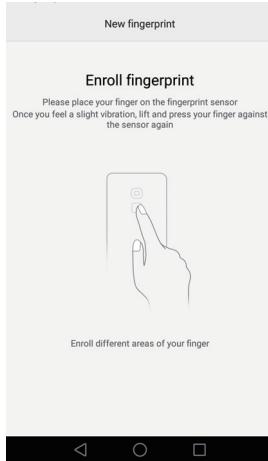 New fingerprint
Enroll fingerprint
Please place your finger on the fingerprint sensor
Once you feel a slight vibration, lift and press your finger against
the sensor again
Enroll different areas of your finger